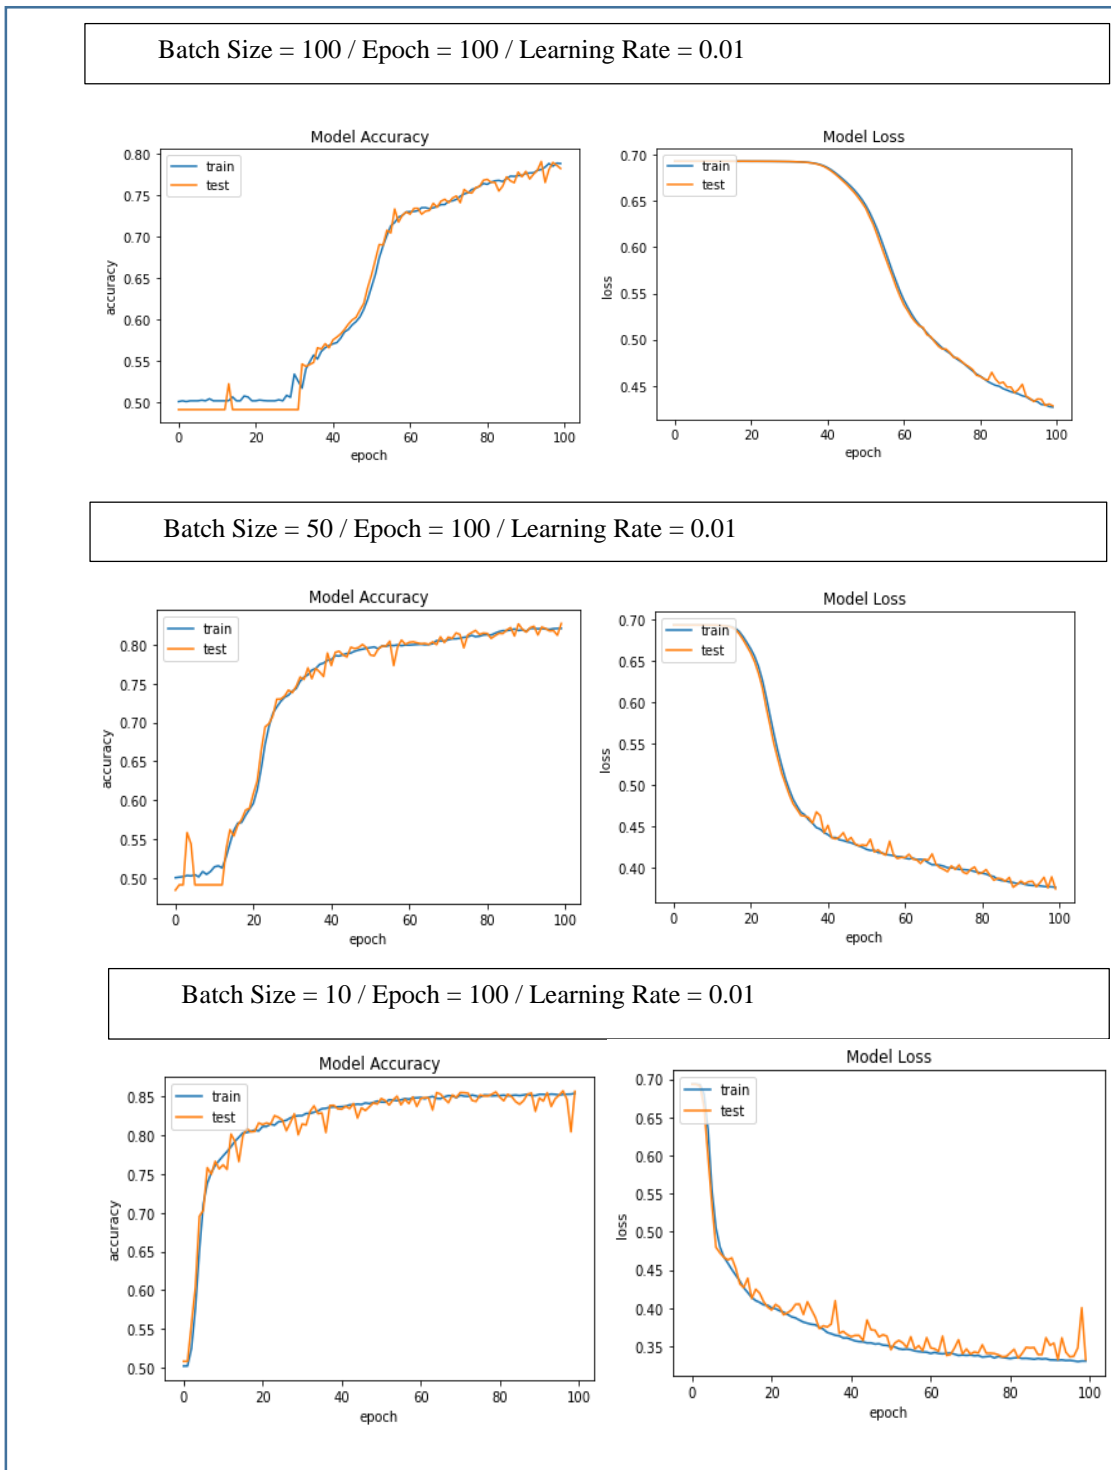 Batch Size = 100 / Epoch = 100 / Learning Rate = 0.01
Model Accuracy
train
test
0.80
0.75
0.70
0.65
0.60
0.55
0.50
accuracy
0 20 40 60 80 100
epoch
Model Loss
train
test
0.70
0.65
0.60
0.55
0.50
0.45
loss
0 20 40 60 80 100
epoch
Batch Size = 50 / Epoch = 100 / Learning Rate = 0.01
Model Accuracy
train
test
0.80
0.75
0.70
0.65
0.60
0.55
0.50
accuracy
0 20 40 60 80 100
epoch
Model Loss
train
test
0.70
0.65
0.60
0.55
0.50
0.45
0.40
loss
0 20 40 60 80 100
epoch
Batch Size = 10 / Epoch = 100 / Learning Rate = 0.01
Model Accuracy
train
test
0.85
0.80
0.75
0.70
0.65
0.60
0.55
0.50
accuracy
0 20 40 60 80 100
epoch
Model Loss
train
test
0.70
0.65
0.60
0.55
0.50
0.45
0.40
0.35
loss
0 20 40 60 80 100
epoch